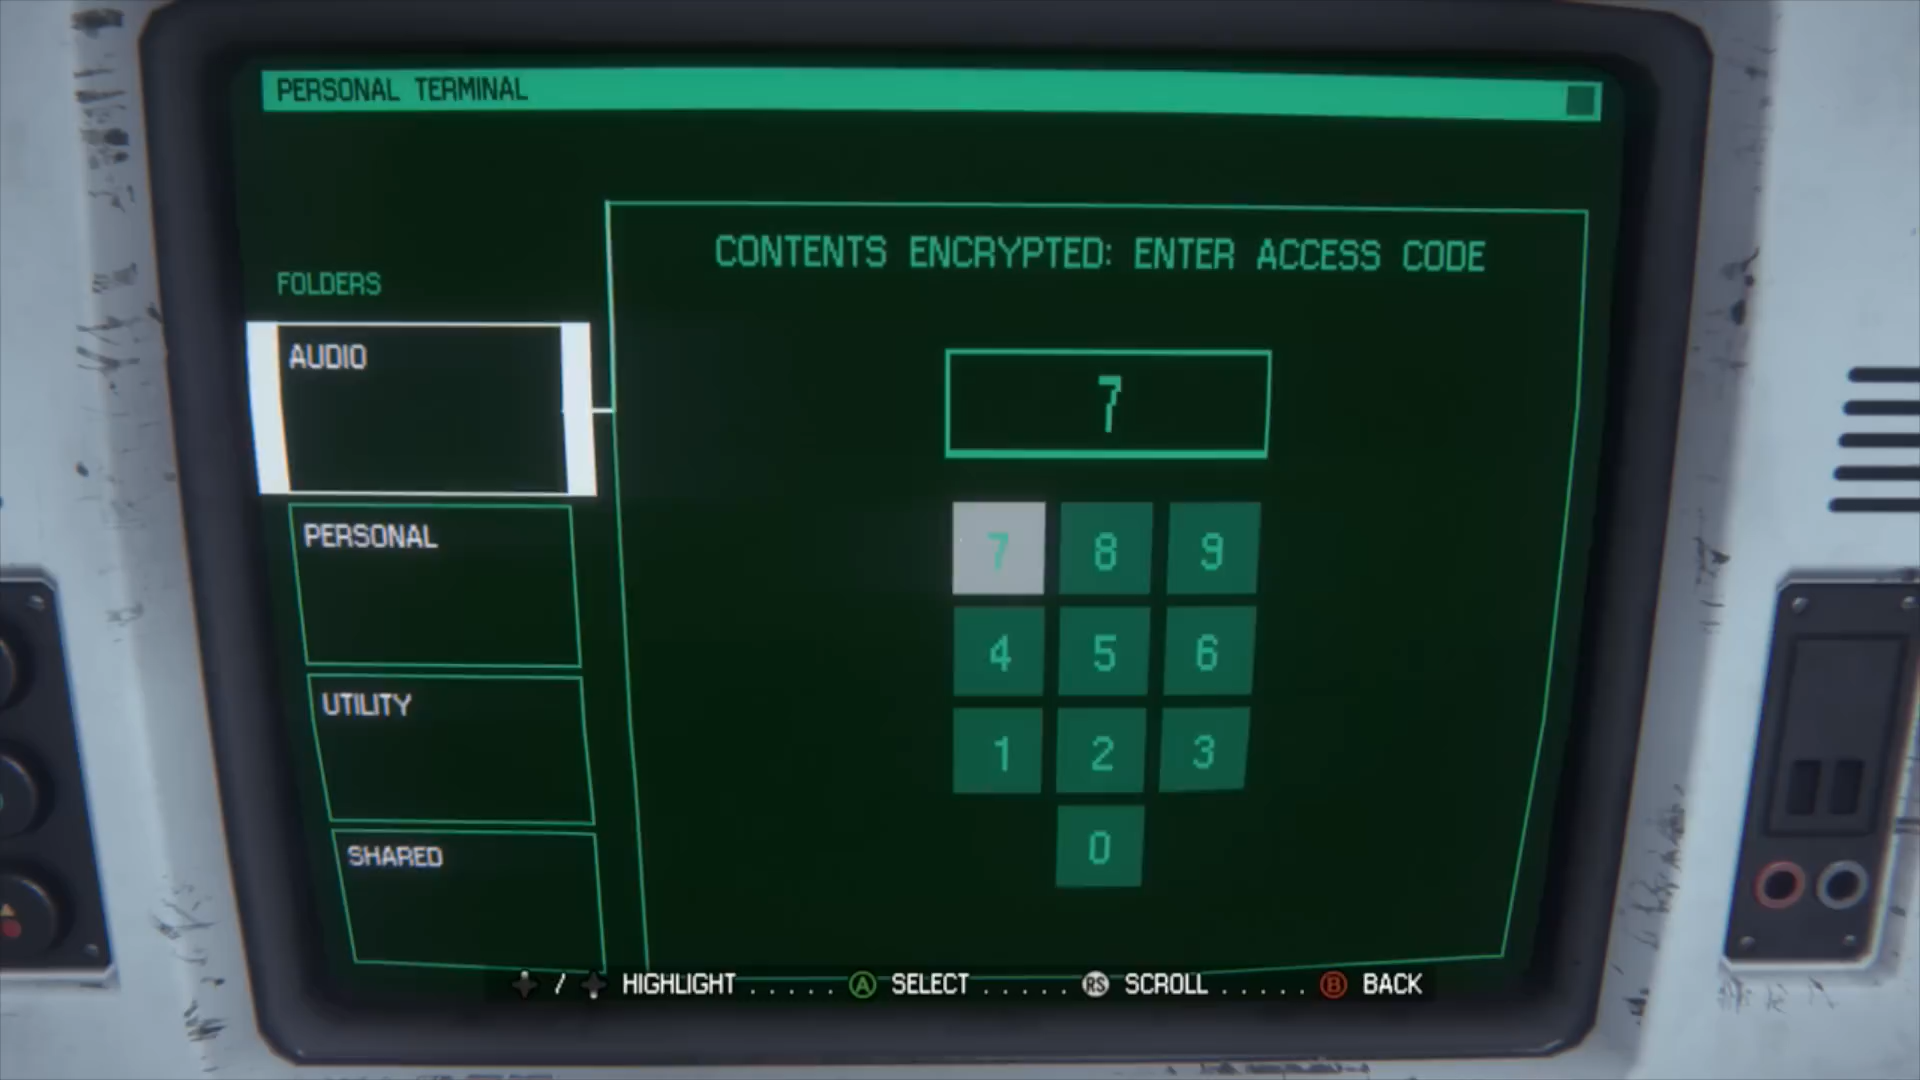 PERSONAL TERMINAL
CONTENTS ENCRYPTED: ENTER ACCESS CODE
FOLDERS
AUDIO
7
PERSONAL
7 8 9
4 5 6
UTILITY
1 2 3
SHARED
0
/ HIGHLIGHT ..... A SELECT ..... RS SCROLL ..... B BACK